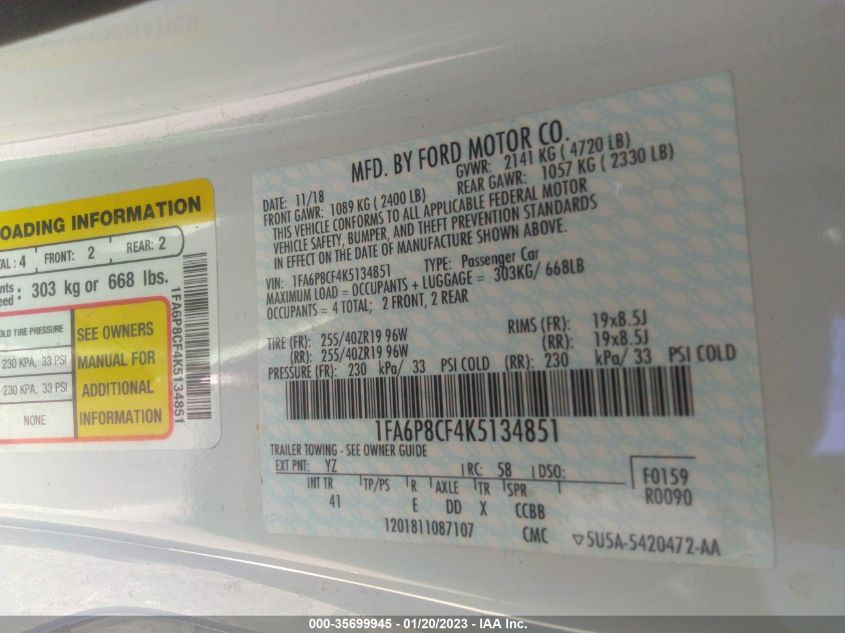 OADING INFORMATION
AL: 4 FRONT: 2 REAR: 2
nts
eed: 303 kg or 668 lbs.
OLD TIRE PRESSURE
230 KPA, 33 PSI
230 KPA, 33 PSI
NONE
SEE OWNERS
MANUAL FOR
ADDITIONAL
INFORMATION
1FA6P8CF4K5134851
MFD. BY FORD MOTOR CO.
DATE: 11/18 GVWR: 2141 KG ( 4720 LB)
FRONT GAWR: 1089 KG ( 2400 LB) REAR GAWR: 1057 KG ( 2330 LB)
THIS VEHICLE CONFORMS TO ALL APPLICABLE FEDERAL MOTOR
VEHICLE SAFETY, BUMPER, AND THEFT PREVENTION STANDARDS
IN EFFECT ON THE DATE OF MANUFACTURE SHOWN ABOVE.
VIN: 1FA6P8CF4K5134851 TYPE: Passenger Car
MAXIMUM LOAD = OCCUPANTS + LUGGAGE = 303KG/ 668LB
OCCUPANTS = 4 TOTAL; 2 FRONT, 2 REAR
TIRE (FR): 255/40ZR19 96W RIMS (FR): 19x8.5J
(RR): 255/40ZR19 96W (RR): 19x8.5J
PRESSURE (FR): 230 kPa/ 33 PSI COLD (RR): 230 kPa/ 33 PSI COLD
1FA6P8CF4K5134851
TRAILER TOWING - SEE OWNER GUIDE
EXT PNT: YZ RC: 58 DSO:
INT TR TP/PS R AXLE TR SPR
41 E DD X CCBB
F0159
R0090
1201811087107 CMC ▽5U5A-5420472-AA
000-35699945 - 01/20/2023 - IAA Inc.